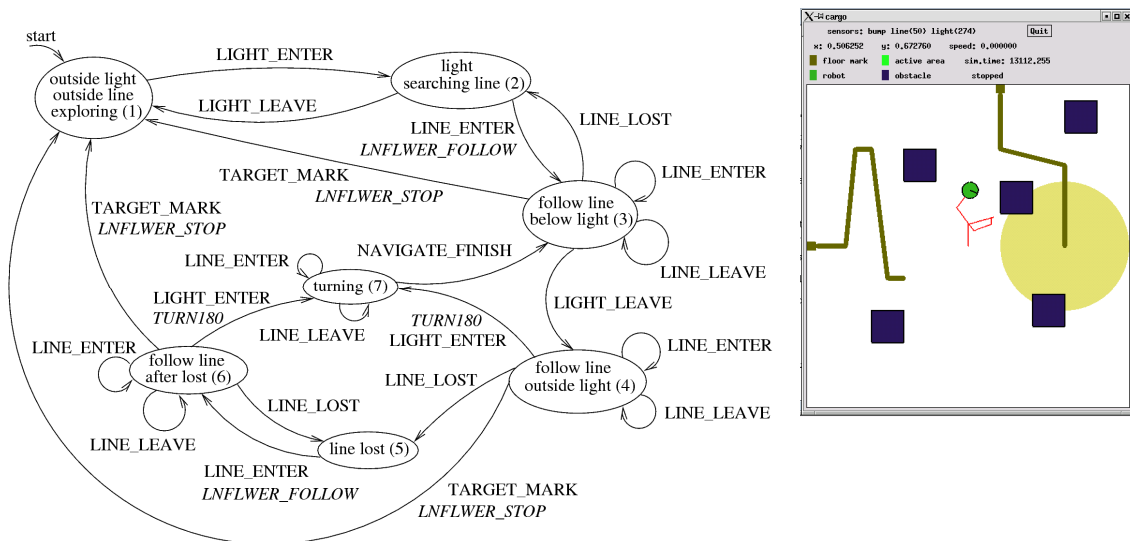 start
LIGHT_ENTER
outside light
outside line
exploring (1)
light
searching line (2)
LIGHT_LEAVE
LINE_ENTER
LNFLWER_FOLLOW
LINE_LOST
TARGET_MARK
LNFLWER_STOP
LINE_ENTER
follow line
below light (3)
TARGET_MARK
LNFLWER_STOP
NAVIGATE_FINISH
LINE_LEAVE
LINE_ENTER
turning (7)
LIGHT_ENTER
TURN180
LINE_LEAVE
LIGHT_LEAVE
TURN180
LIGHT_ENTER
LINE_ENTER
follow line
after lost (6)
LINE_LOST
follow line
outside light (4)
LINE_ENTER
LINE_LEAVE
LINE_LOST
LINE_LEAVE
line lost (5)
LINE_ENTER
LNFLWER_FOLLOW
TARGET_MARK
LNFLWER_STOP
cargo
sensors: bump line(50) light(274)
Quit
x: 0.506252 y: 0.672760 speed: 0.000000
floor mark active area sim.time: 13112,255
robot obstacle stopped